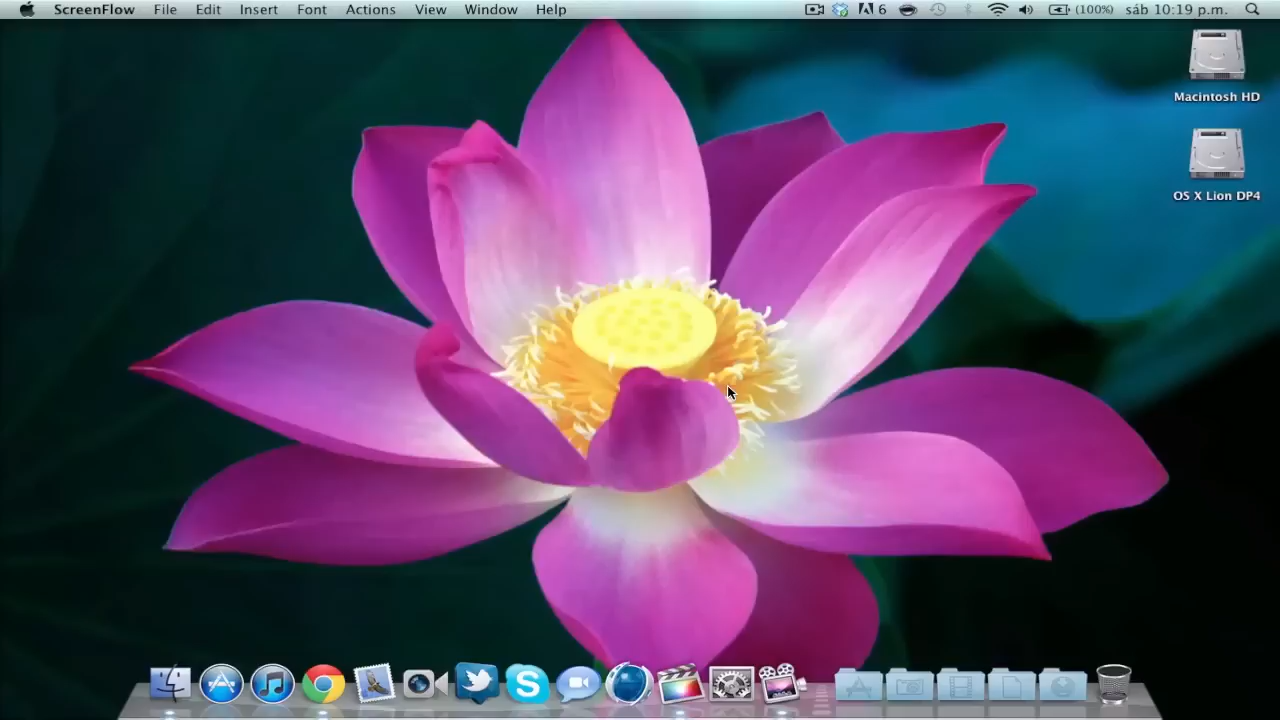 ScreenFlow File Edit Insert Font Actions View Window Help 6 (100%) sáb 10:19 p.m.
Macintosh HD
OS X Lion DP4